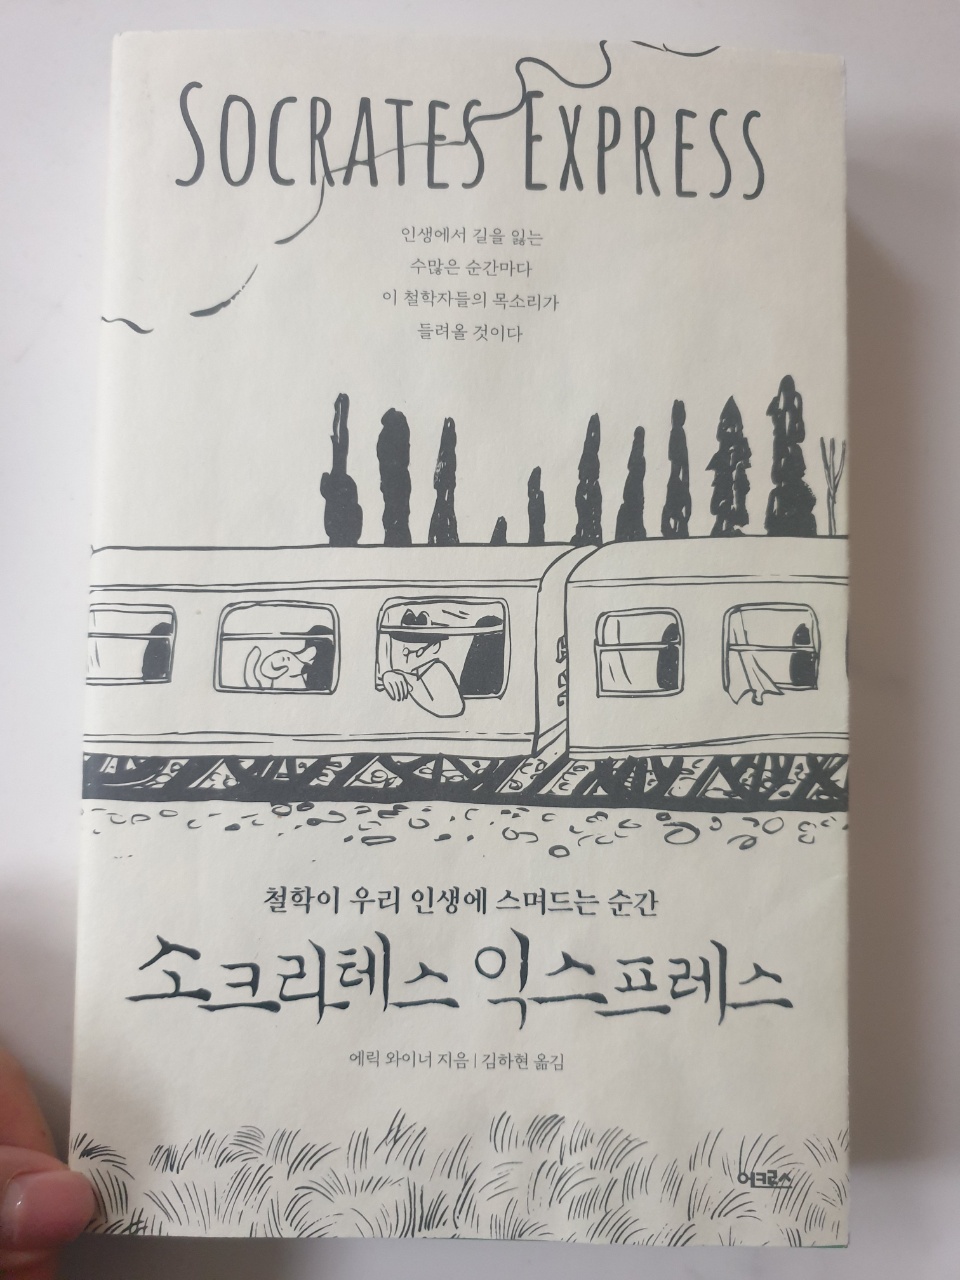 SOCRATES EXPRESS
인생에서 길을 잃는
수많은 순간마다
이 철학자들의 목소리가
들려올 것이다
철학이 우리 인생에 스며드는 순간
소크라테스 익스프레스
에릭 와이너 지음 | 김하현 옮김
어크로스